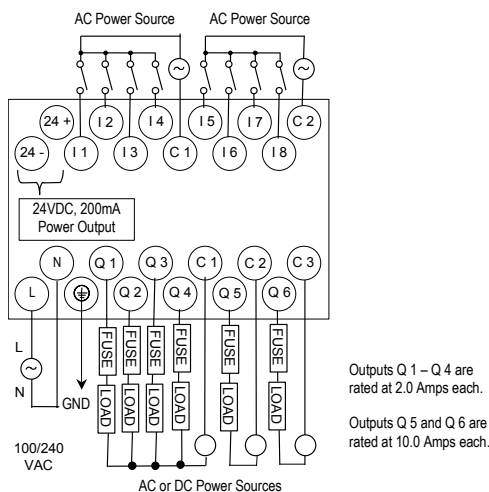 AC Power Source
AC Power Source
24 +
I 2
I 4
I 5
I 7
C 2
24 -
I 1
I 3
C 1
I 6
I 8
24VDC, 200mA
Power Output
N
Q 1
Q 3
C 1
C 2
C 3
L
Q 2
Q 4
Q 5
Q 6
L
N
GND
FUSE
FUSE
FUSE
FUSE
FUSE
FUSE
LOAD
LOAD
LOAD
LOAD
LOAD
LOAD
100/240
VAC
AC or DC Power Sources
Outputs Q 1 – Q 4 are
rated at 2.0 Amps each.
Outputs Q 5 and Q 6 are
rated at 10.0 Amps each.